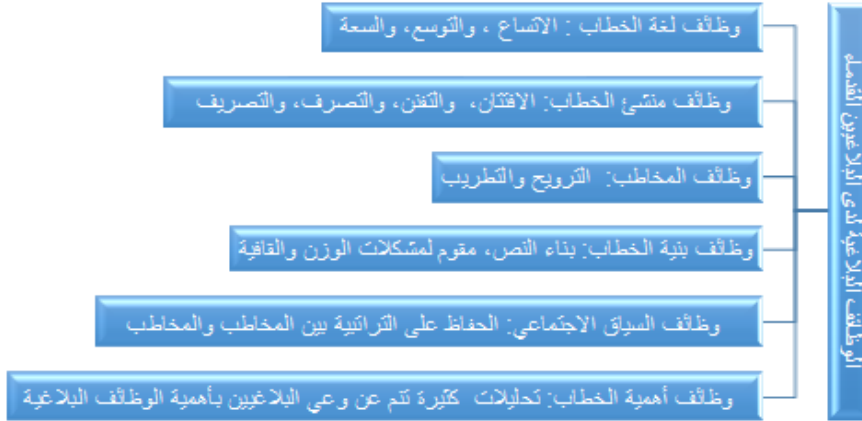 الوظائف البلاغية لدى البلاغيين القدماء
وظائف لغة الخطاب : الاتساع ، والتوسع، والسعة
وظائف منشئ الخطاب: الافتتان، والتفنن، والتصرف، والتصريف
وظائف المخاطب: الترويح والتطريب
وظائف بنية الخطاب: بناء النص، مقوم لمشكلات الوزن والقافية
وظائف السياق الاجتماعي: الحفاظ على التراتبية بين المخاطب والمخاطب
وظائف أهمية الخطاب: تحليلات كثيرة تتم عن وعي البلاغيين بأهمية الوظائف البلاغية